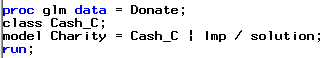 proc glm data = Donate;
class Cash_C;
model Charity = Cash_C | Imp / solution;
run;